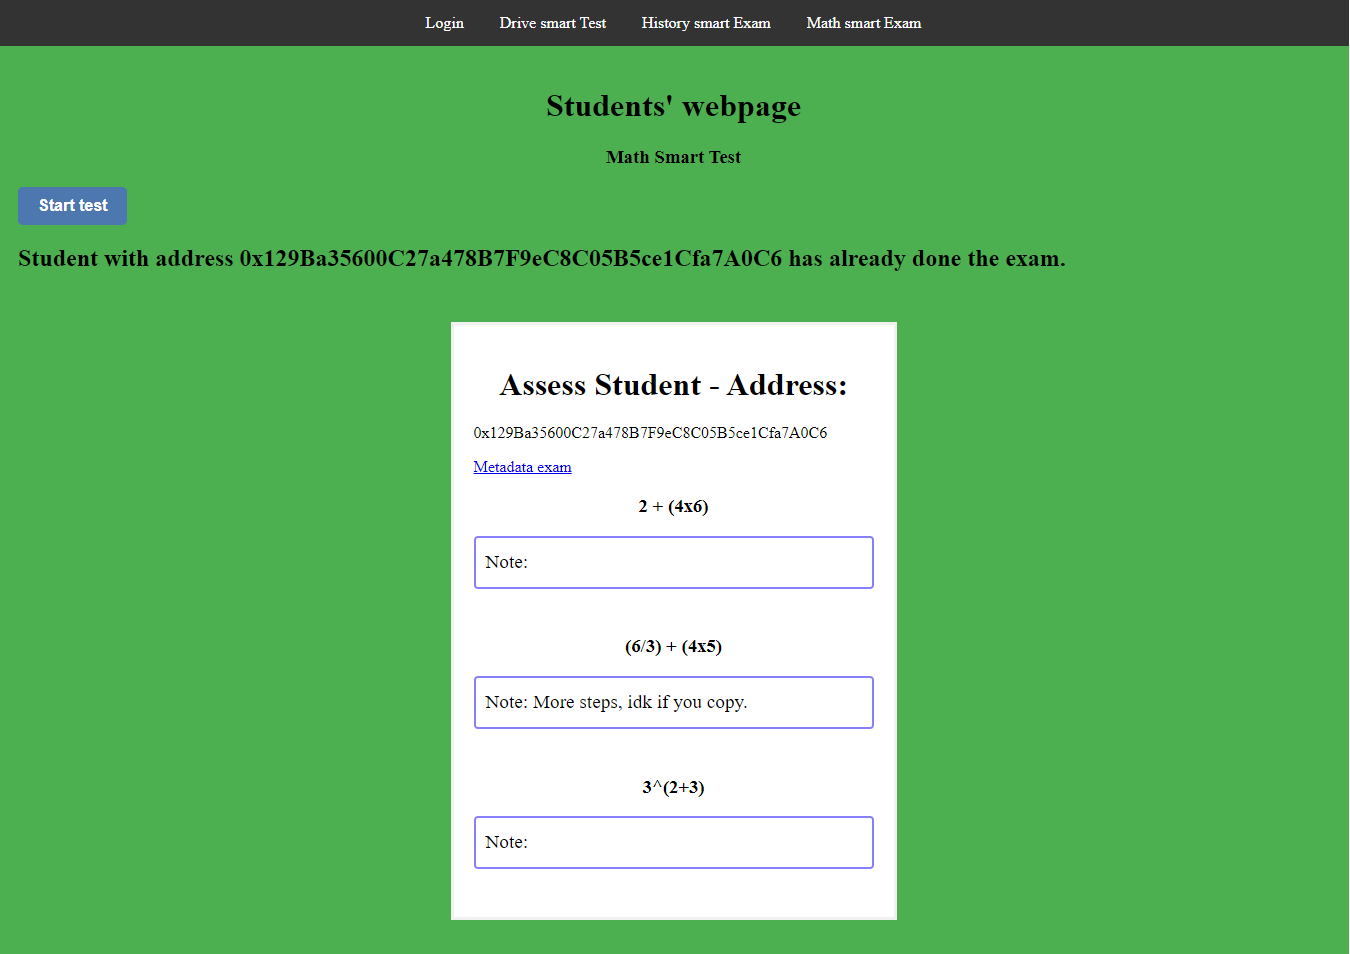 Login Drive smart Test History smart Exam Math smart Exam
Students' webpage
Math Smart Test
Start test
Student with address 0x129Ba35600C27a478B7F9eC8C05B5ce1Cfa7A0C6 has already done the exam.
Assess Student - Address:
0x129Ba35600C27a478B7F9eC8C05B5ce1Cfa7A0C6
Metadata exam
2 + (4x6)
Note:
(6/3) + (4x5)
Note: More steps, idk if you copy.
3^(2+3)
Note: